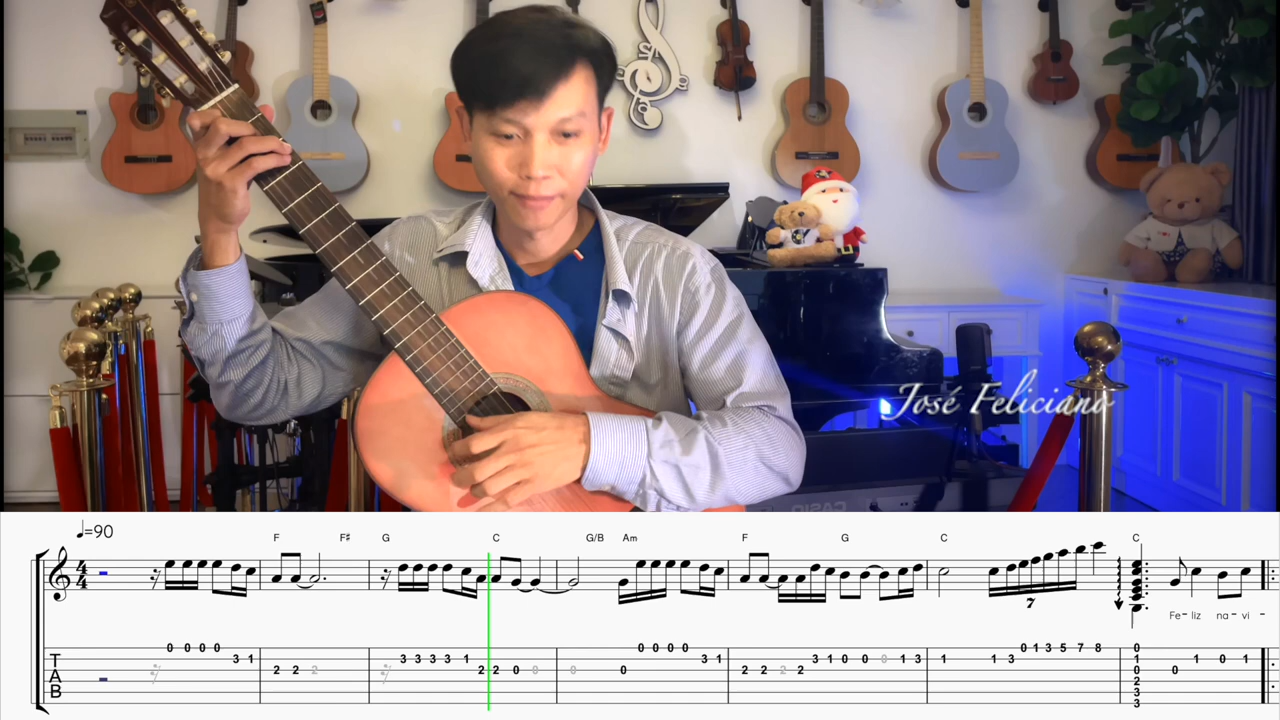 José Feliciano
♩=90
F F♯ G C G/B Am F G C C
4
4
7
Fe- liz na- vi -
0 0 0 0 0 0 0 0 0 1 3 5 7 8 0
3 1 3 3 3 3 1 3 1 3 1 0 0 0 1 3 1 1 3 1 1 0 1
2 2 2 2 2 0 0 0 0 2 2 2 2 0 0
T
A 2
B 3
3